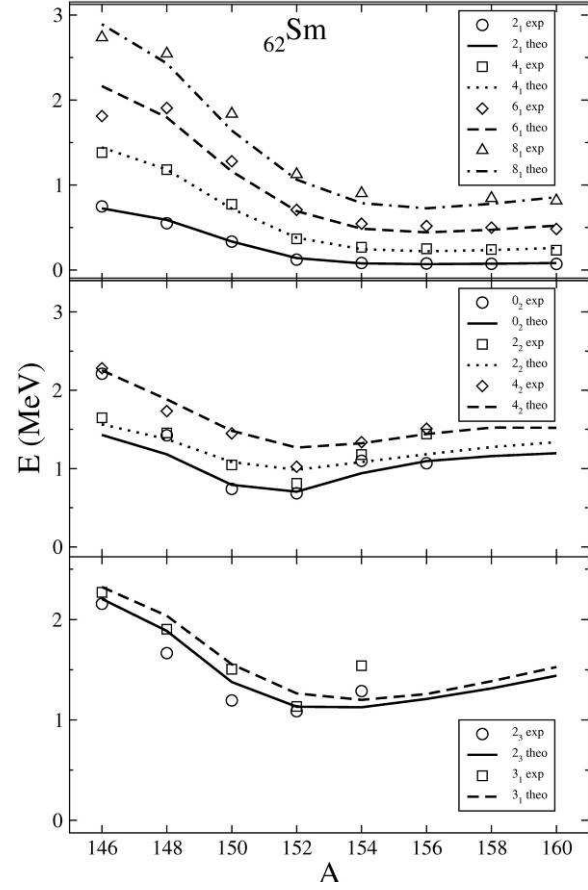 ₆₂Sm
3
2
1
0
2₁ exp
2₁ theo
4₁ exp
4₁ theo
6₁ exp
6₁ theo
8₁ exp
8₁ theo
E (MeV)
3
2
1
0
0₂ exp
0₂ theo
2₂ exp
2₂ theo
4₂ exp
4₂ theo
2
1
0
2₃ exp
2₃ theo
3₁ exp
3₁ theo
146 148 150 152 154 156 158 160
A